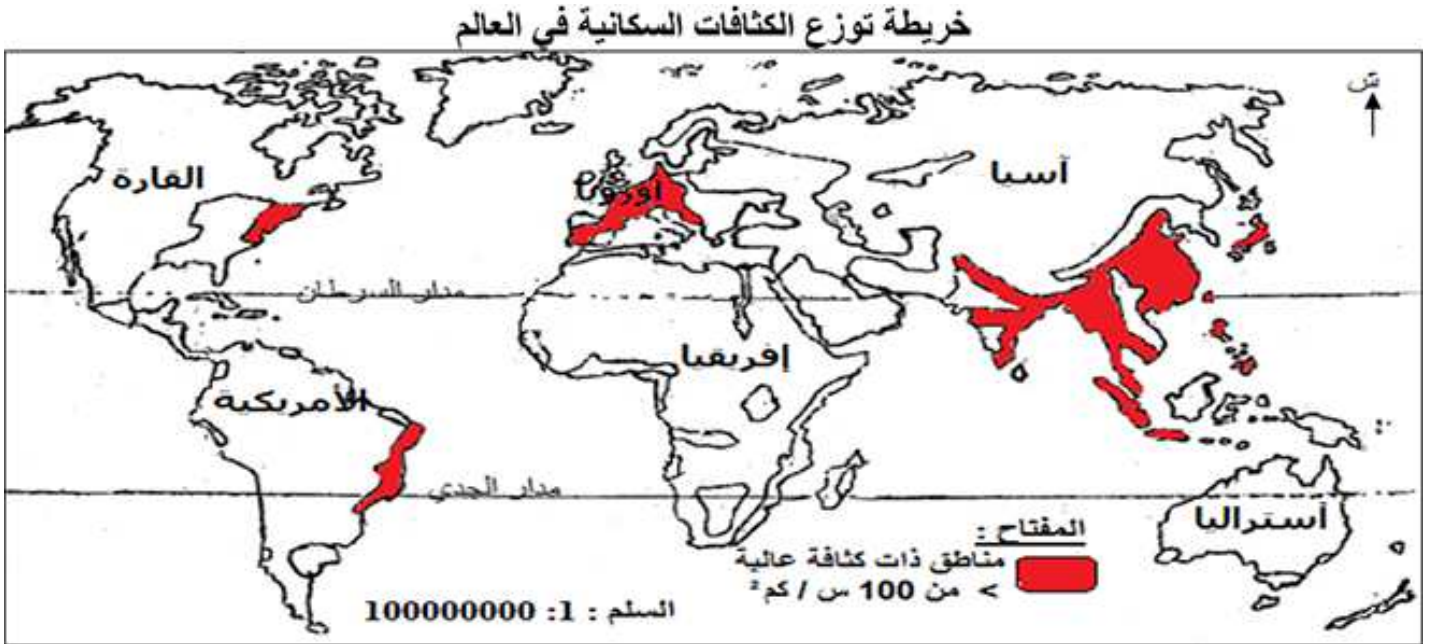 خريطة توزع الكثافات السكانية في العالم
ش
القارة
أوروبا
آسيا
مدار السرطان
إفريقيا
الأمريكية
مدار الجدي
أستراليا
المفتاح :
مناطق ذات كثافة عالية
> من 100 س / كم²
السلم : 1: 100000000